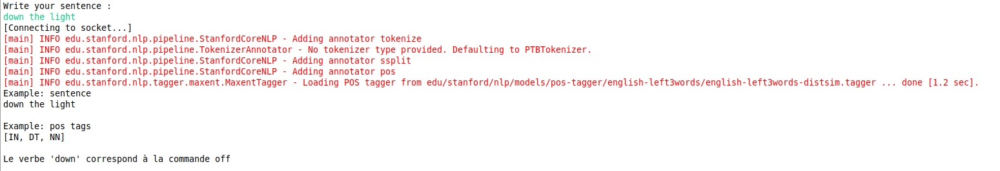 Write your sentence :
down the light
[Connecting to socket...]
[main] INFO edu.stanford.nlp.pipeline.StanfordCoreNLP - Adding annotator tokenize
[main] INFO edu.stanford.nlp.pipeline.TokenizerAnnotator - No tokenizer type provided. Defaulting to PTBTokenizer.
[main] INFO edu.stanford.nlp.pipeline.StanfordCoreNLP - Adding annotator ssplit
[main] INFO edu.stanford.nlp.pipeline.StanfordCoreNLP - Adding annotator pos
[main] INFO edu.stanford.nlp.tagger.maxent.MaxentTagger - Loading POS tagger from edu/stanford/nlp/models/pos-tagger/english-left3words/english-left3words-distsim.tagger ... done [1.2 sec].
Example: sentence
down the light
Example: pos tags
[IN, DT, NN]
Le verbe 'down' correspond à la commande off